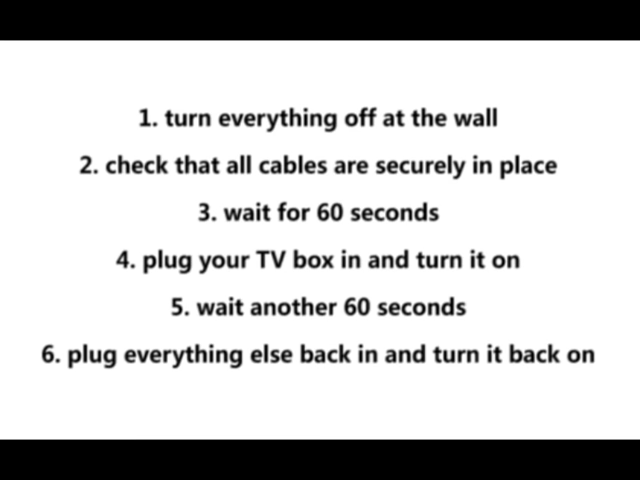 1. turn everything off at the wall
2. check that all cables are securely in place
3. wait for 60 seconds
4. plug your TV box in and turn it on
5. wait another 60 seconds
6. plug everything else back in and turn it back on